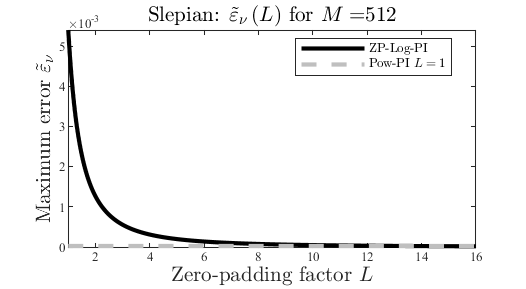 Slepian: ε̃ν (L) for M =512
×10⁻³
5
4
3
2
1
0
Maximum error ε̃ν
ZP-Log-PI
Pow-PI L = 1
2 4 6 8 10 12 14 16
Zero-padding factor L